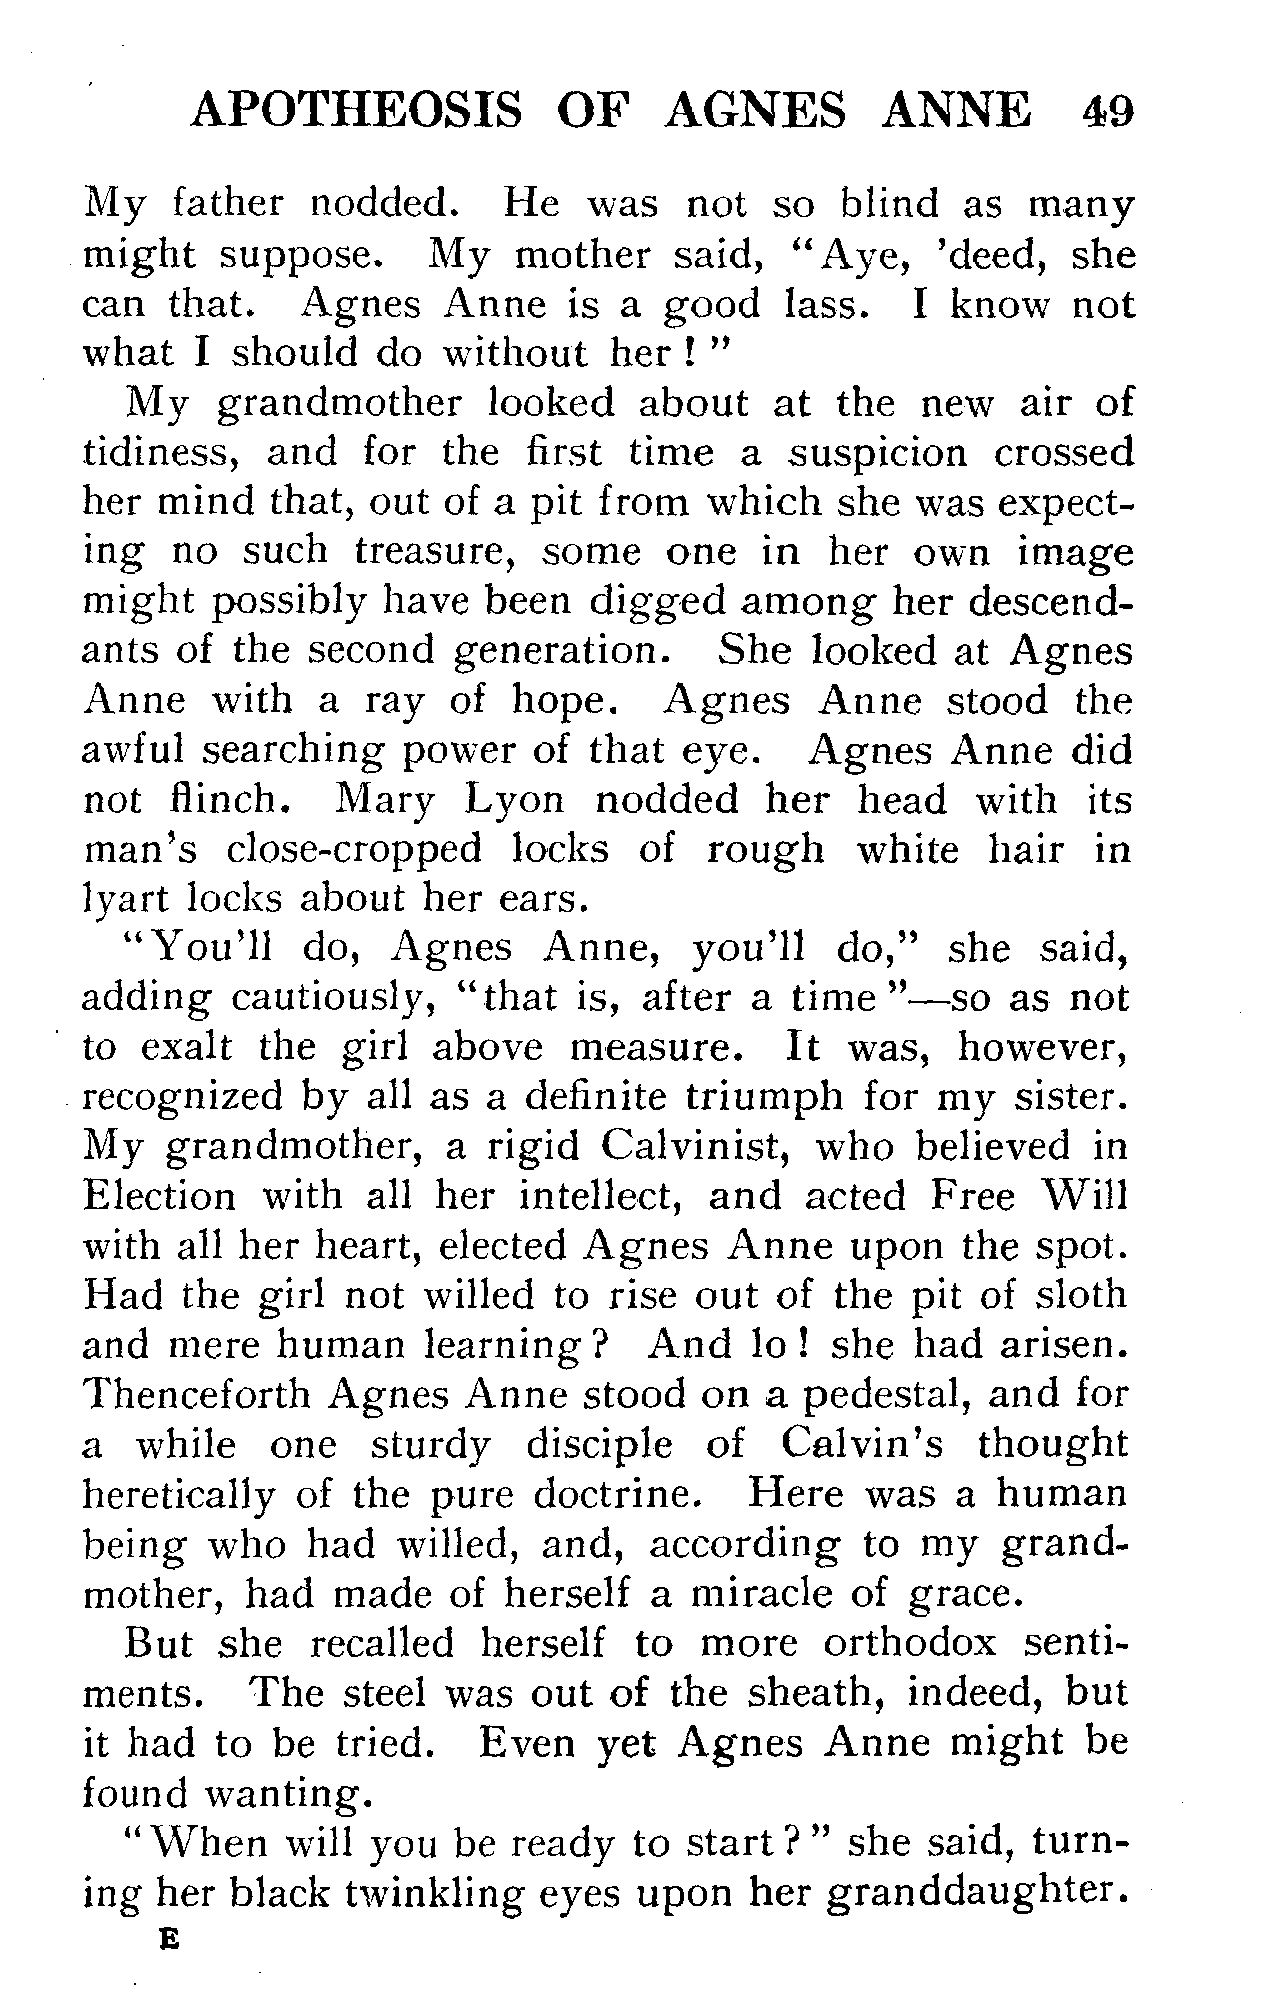 APOTHEOSIS OF AGNES ANNE 49
My father nodded. He was not so blind as many
might suppose. My mother said, “Aye, ’deed, she
can that. Agnes Anne is a good lass. I know not
what I should do without her ! ”
My grandmother looked about at the new air of
tidiness, and for the first time a suspicion crossed
her mind that, out of a pit from which she was expect-
ing no such treasure, some one in her own image
might possibly have been digged among her descend-
ants of the second generation. She looked at Agnes
Anne with a ray of hope. Agnes Anne stood the
awful searching power of that eye. Agnes Anne did
not flinch. Mary Lyon nodded her head with its
man’s close-cropped locks of rough white hair in
lyart locks about her ears.
“You’ll do, Agnes Anne, you’ll do,” she said,
adding cautiously, “that is, after a time ”—so as not
to exalt the girl above measure. It was, however,
recognized by all as a definite triumph for my sister.
My grandmother, a rigid Calvinist, who believed in
Election with all her intellect, and acted Free Will
with all her heart, elected Agnes Anne upon the spot.
Had the girl not willed to rise out of the pit of sloth
and mere human learning ? And lo ! she had arisen.
Thenceforth Agnes Anne stood on a pedestal, and for
a while one sturdy disciple of Calvin’s thought
heretically of the pure doctrine. Here was a human
being who had willed, and, according to my grand-
mother, had made of herself a miracle of grace.
But she recalled herself to more orthodox senti-
ments. The steel was out of the sheath, indeed, but
it had to be tried. Even yet Agnes Anne might be
found wanting.
“When will you be ready to start ? ” she said, turn-
ing her black twinkling eyes upon her granddaughter.
E